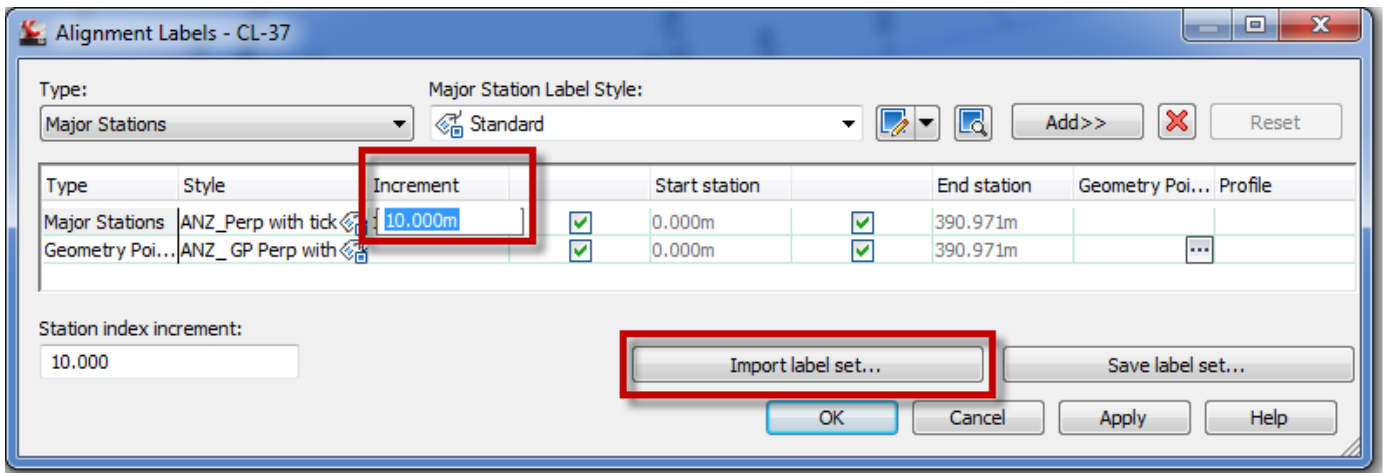 Alignment Labels - CL-37
Type: Major Station Label Style:
Major Stations Standard Add>> Reset
Type Style Increment Start station End station Geometry Poi... Profile
Major Stations ANZ_Perp with tick 10.000m 0.000m 390.971m
Geometry Poi... ANZ_ GP Perp with 0.000m 390.971m ...
Station index increment:
10.000 Import label set... Save label set...
OK Cancel Apply Help